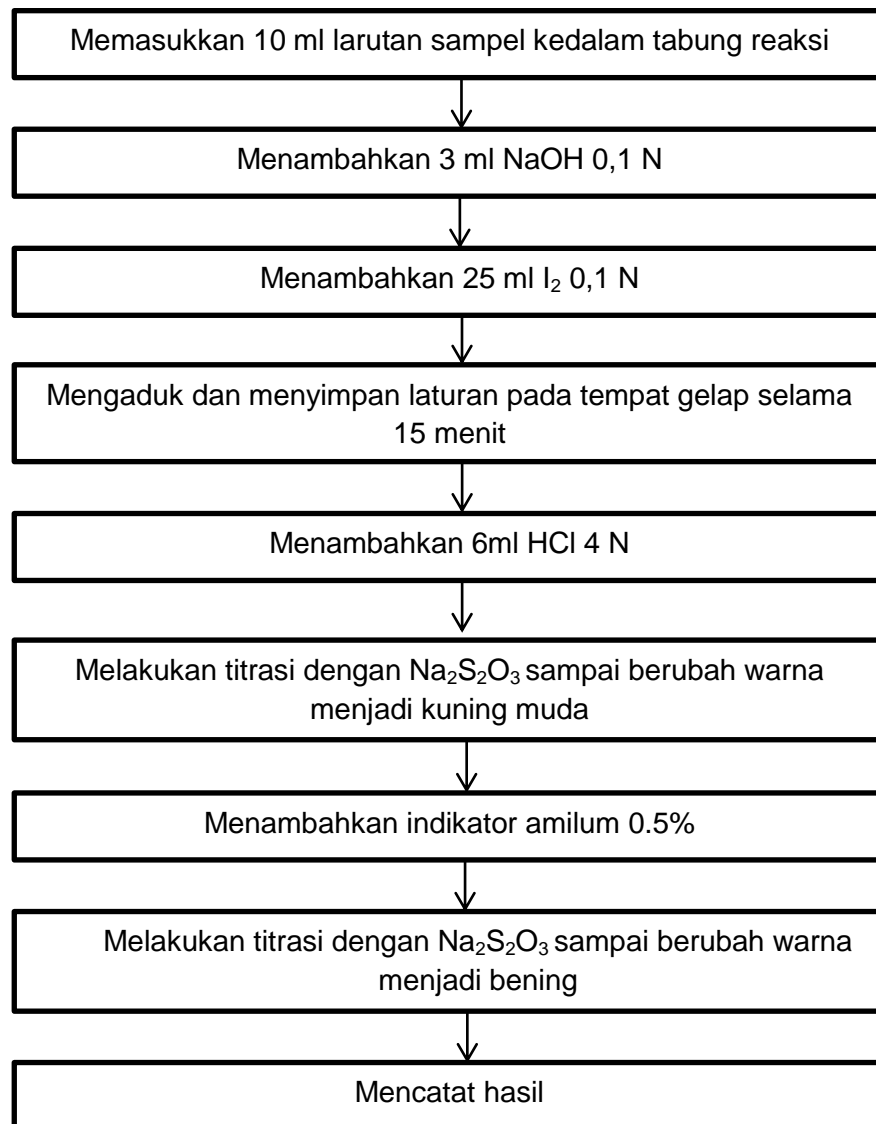 Memasukkan 10 ml larutan sampel kedalam tabung reaksi
Menambahkan 3 ml NaOH 0,1 N
Menambahkan 25 ml I₂ 0,1 N
Mengaduk dan menyimpan laturan pada tempat gelap selama
15 menit
Menambahkan 6ml HCl 4 N
Melakukan titrasi dengan Na₂S₂O₃ sampai berubah warna
menjadi kuning muda
Menambahkan indikator amilum 0.5%
Melakukan titrasi dengan Na₂S₂O₃ sampai berubah warna
menjadi bening
Mencatat hasil